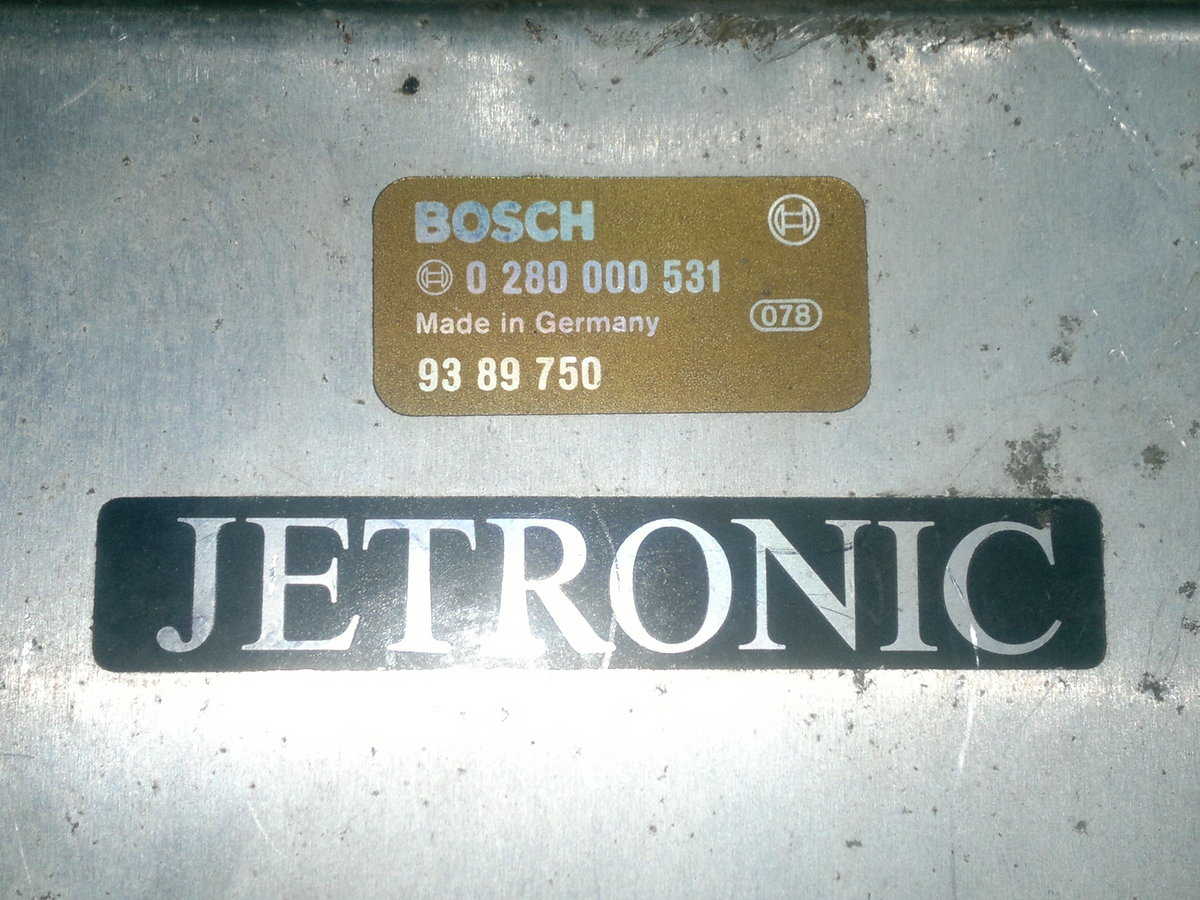 BOSCH
0 280 000 531
Made in Germany 078
93 89 750
JETRONIC